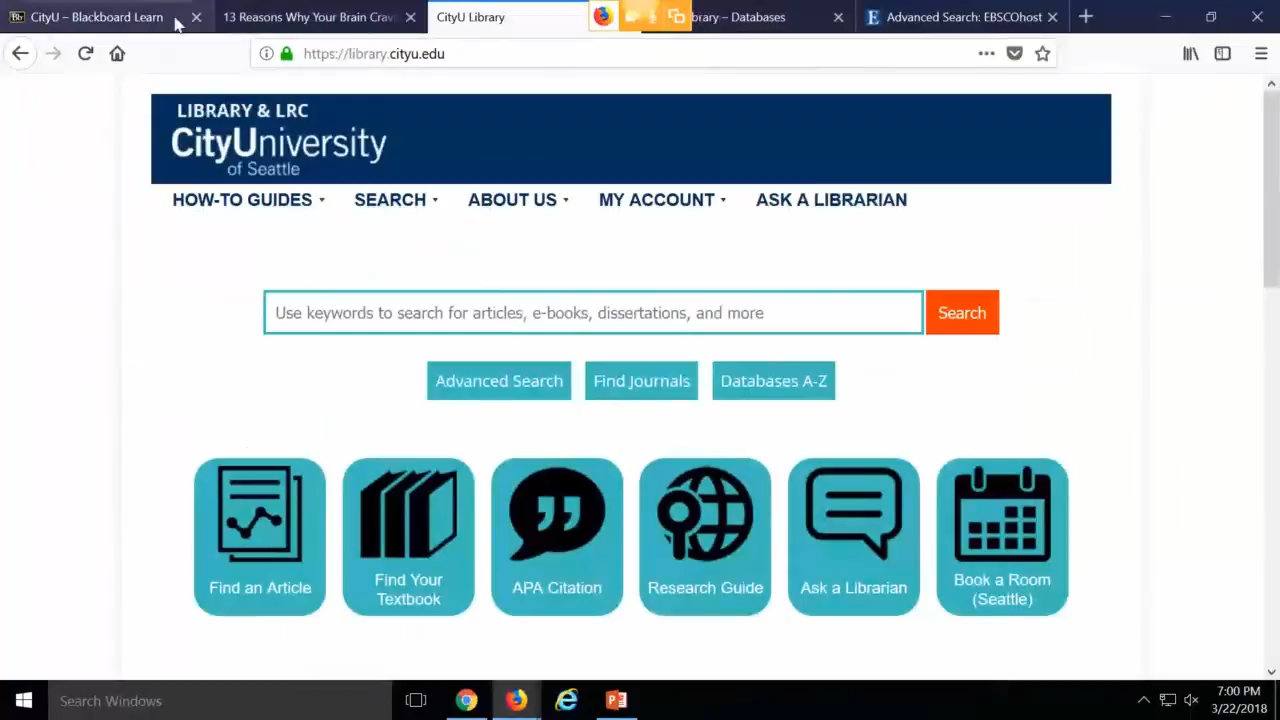 Bb CityU – Blackboard Learn
13 Reasons Why Your Brain Crav
CityU Library
brary – Databases
E Advanced Search: EBSCOhost
https://library.cityu.edu
LIBRARY & LRC
CityUniversity
of Seattle
HOW-TO GUIDES SEARCH ABOUT US MY ACCOUNT ASK A LIBRARIAN
Use keywords to search for articles, e-books, dissertations, and more
Search
Advanced Search
Find Journals
Databases A-Z
Find an Article
Find Your
Textbook
APA Citation
Research Guide
Ask a Librarian
Book a Room
(Seattle)
Search Windows
7:00 PM
3/22/2018